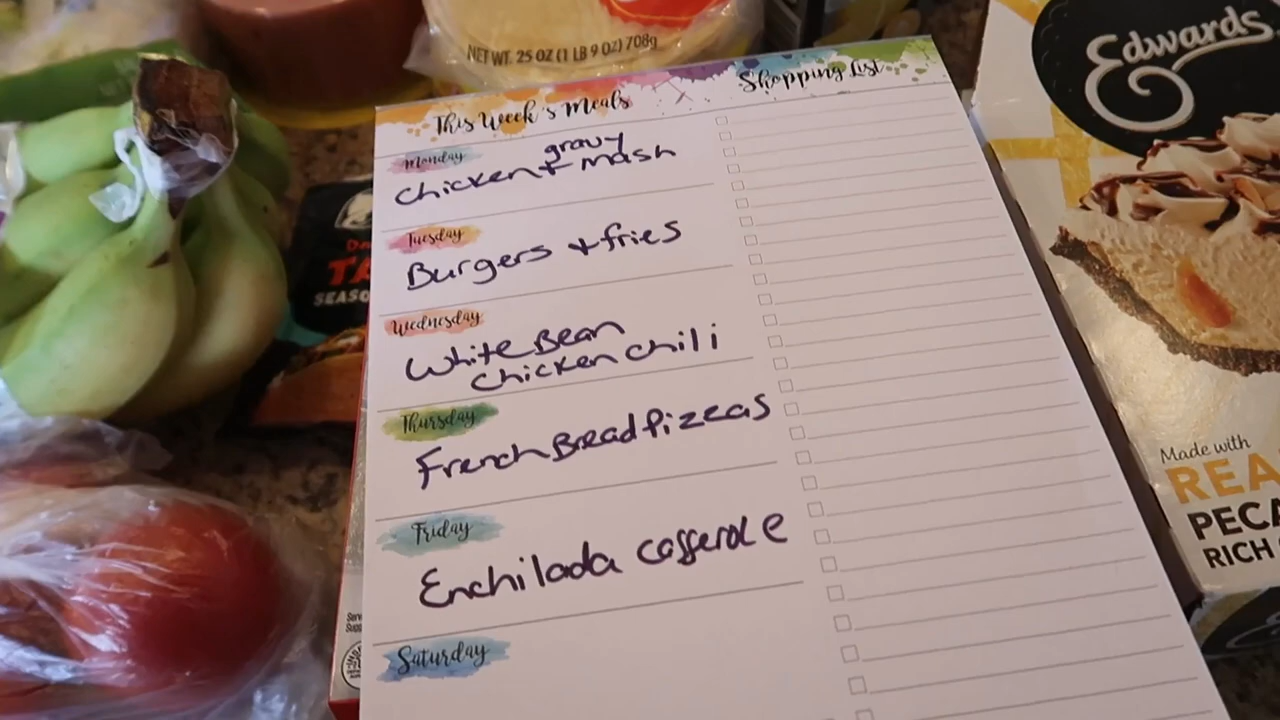 NET WT. 25 OZ (1 LB 9 OZ) 708g
Edwards
This Week's Meals
Shopping List
Monday
gravy
Chicken + mash
Tuesday
Burgers + fries
Wednesday
White Bean
Chicken chili
Thursday
French Bread Pizzas
Friday
Enchilada casserole
Saturday
TA
SEASO
Made with
REA
PECA
RICH